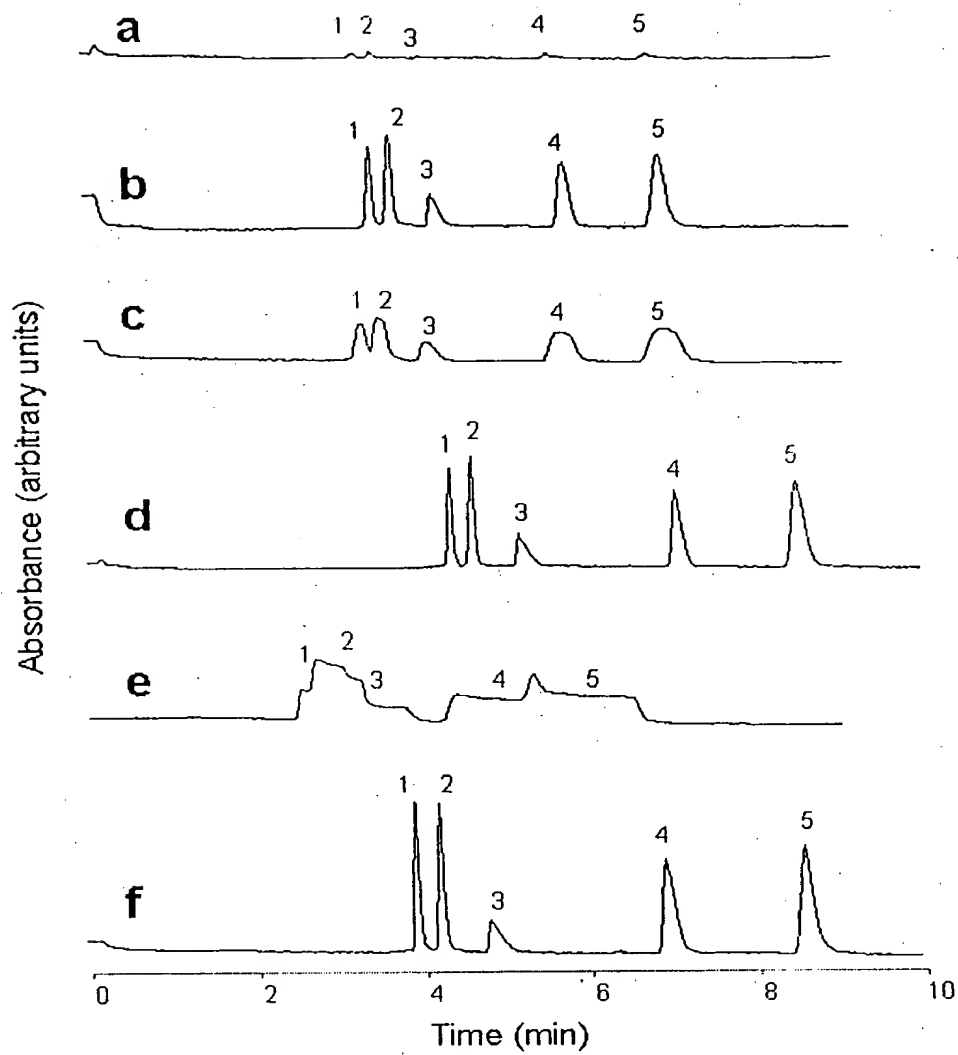 a 1 2 3 4 5
b 1 2 3 4 5
c 1 2 3 4 5
d 1 2 3 4 5
e 1 2 3 4 5
f 1 2 3 4 5
Absorbance (arbitrary units)
0 2 4 6 8 10
Time (min)